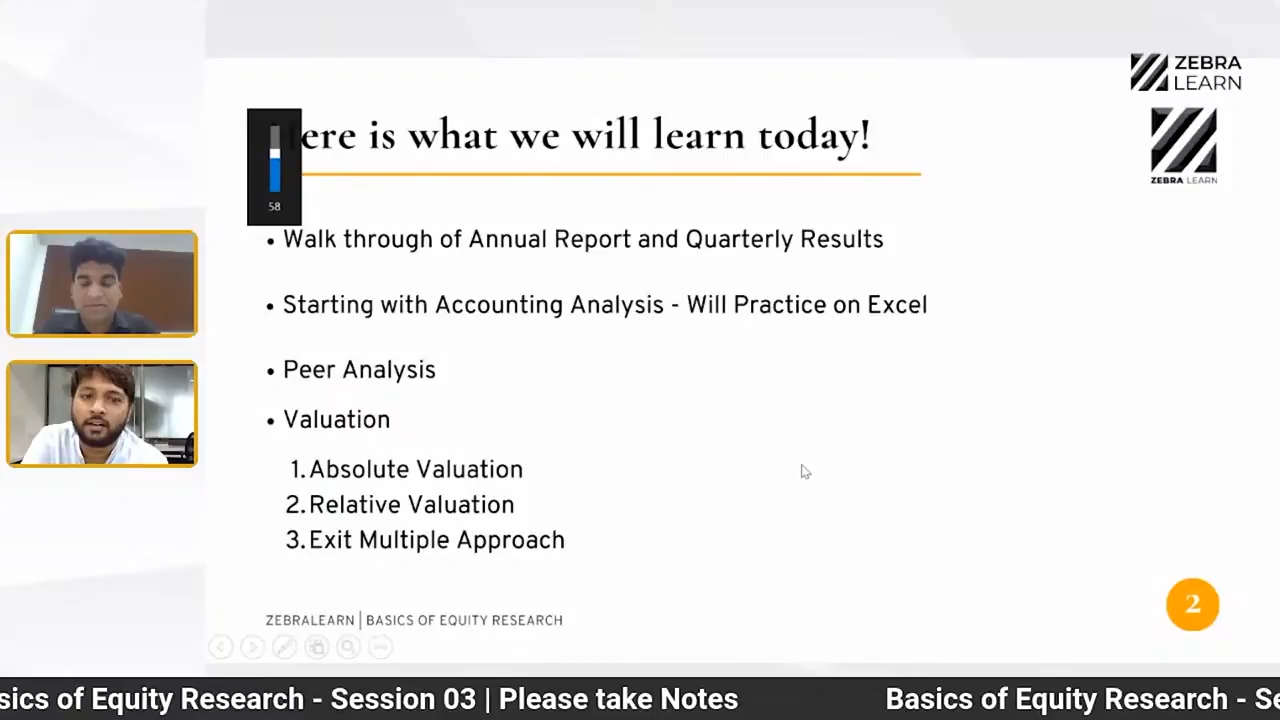 ZEBRA
LEARN
ere is what we will learn today!
ZEBRA LEARN
58
• Walk through of Annual Report and Quarterly Results
• Starting with Accounting Analysis - Will Practice on Excel
• Peer Analysis
• Valuation
1. Absolute Valuation
2. Relative Valuation
3. Exit Multiple Approach
2
ZEBRALEARN | BASICS OF EQUITY RESEARCH
sics of Equity Research - Session 03 | Please take Notes
Basics of Equity Research - Se